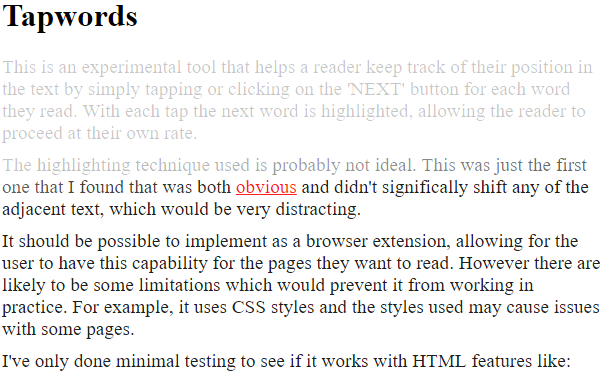 Tapwords
This is an experimental tool that helps a reader keep track of their position in
the text by simply tapping or clicking on the 'NEXT' button for each word
they read. With each tap the next word is highlighted, allowing the reader to
proceed at their own rate.
The highlighting technique used is probably not ideal. This was just the first
one that I found that was both obvious and didn't significally shift any of the
adjacent text, which would be very distracting.
It should be possible to implement as a browser extension, allowing for the
user to have this capability for the pages they want to read. However there are
likely to be some limitations which would prevent it from working in
practice. For example, it uses CSS styles and the styles used may cause issues
with some pages.
I've only done minimal testing to see if it works with HTML features like: